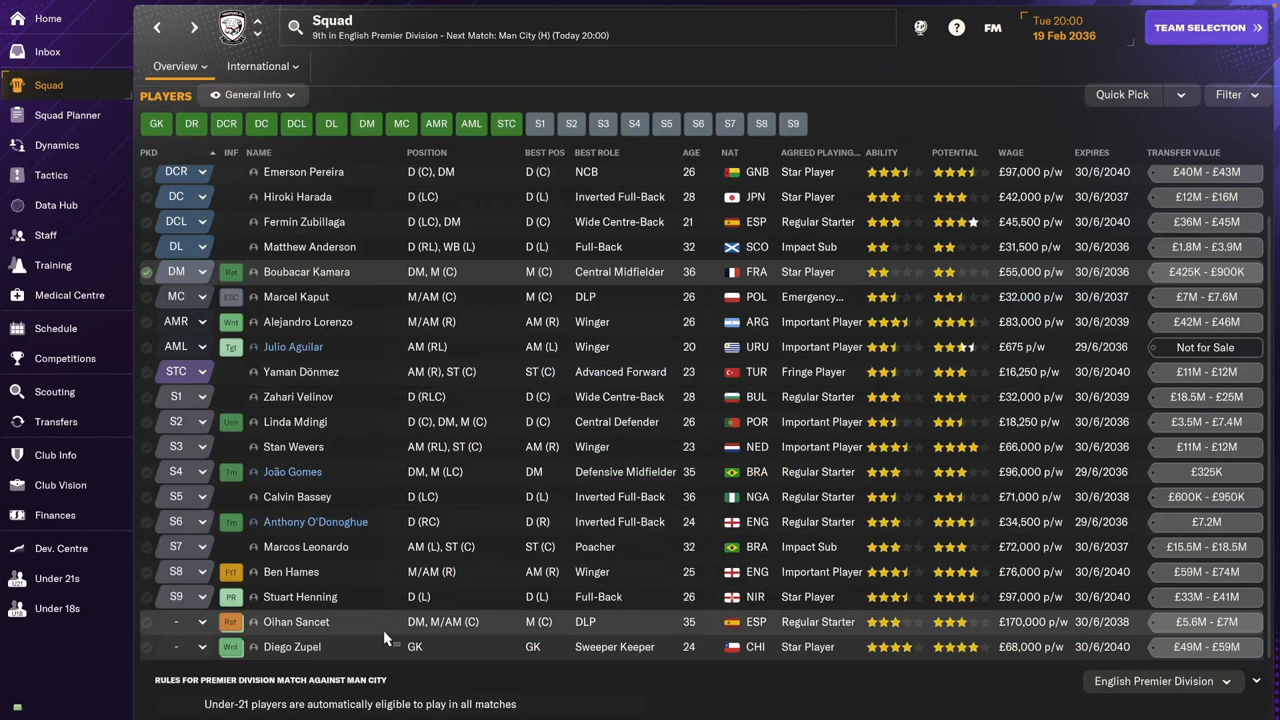 Home
Squad
9th in English Premier Division - Next Match: Man City (H) (Today 20:00)
FM
Tue 20:00
19 Feb 2036
TEAM SELECTION
Inbox
Overview
International
Squad
PLAYERS
General Info
Quick Pick
Filter
Squad Planner
GK DR DCR DC DCL DL DM MC AMR AML STC S1 S2 S3 S4 S5 S6 S7 S8 S9
Dynamics
PKD INF NAME POSITION BEST POS BEST ROLE AGE NAT AGREED PLAYING... ABILITY POTENTIAL WAGE EXPIRES TRANSFER VALUE
DCR Emerson Pereira D (C), DM D (C) NCB 26 GNB Star Player £97,000 p/w 30/6/2040 £40M - £43M
Tactics
DC Hiroki Harada D (LC) D (L) Inverted Full-Back 28 JPN Star Player £42,000 p/w 30/6/2037 £12M - £16M
Data Hub
DCL Fermín Zubillaga D (LC), DM D (C) Wide Centre-Back 21 ESP Regular Starter £45,500 p/w 30/6/2040 £36M - £45M
Staff
DL Matthew Anderson D (RL), WB (L) D (L) Full-Back 32 SCO Impact Sub £31,500 p/w 30/6/2040 £1.8M - £3.9M
Training
DM Ret Boubacar Kamara DM, M (C) M (C) Central Midfielder 36 FRA Star Player £55,000 p/w 30/6/2036 £425K - £900K
Medical Centre
MC ESC Marcel Kaput M/AM (C) M (C) DLP 26 POL Emergency... £32,000 p/w 30/6/2040 £7M - £7.6M
Schedule
AMR Wnt Alejandro Lorenzo M/AM (R) AM (R) Winger 26 ARG Important Player £83,000 p/w 30/6/2039 £42M - £46M
Competitions
AML Tgt Julio Aguilar AM (RL) AM (L) Winger 20 URU Important Player £675 p/w 29/6/2036 Not for Sale
Scouting
STC Yaman Dönmez AM (R), ST (C) ST (C) Advanced Forward 23 TUR Fringe Player £16,250 p/w 30/6/2040 £11M - £12M
Transfers
S1 Zahari Velinov D (RLC) D (C) Wide Centre-Back 28 BUL Regular Starter £32,000 p/w 30/6/2039 £18.5M - £25M
S2 Unh Linda Mdingi D (C), DM, M (C) D (C) Central Defender 26 POR Important Player £18,250 p/w 30/6/2040 £3.5M - £7.4M
Club Info
S3 Stan Wevers AM (RL), ST (C) AM (R) Winger 23 NED Important Player £66,000 p/w 30/6/2040 £11M - £12M
Club Vision
S4 Trn João Gomes DM, M (LC) DM Defensive Midfielder 35 BRA Regular Starter £96,000 p/w 29/6/2036 £325K
Finances
S5 Calvin Bassey D (LC) D (L) Inverted Full-Back 36 NGA Regular Starter £71,000 p/w 30/6/2038 £600K - £950K
Dev. Centre
S6 Trn Anthony O'Donoghue D (RC) D (R) Inverted Full-Back 24 ENG Regular Starter £34,500 p/w 29/6/2036 £7.2M
U21 Under 21s
S7 Marcos Leonardo AM (L), ST (C) ST (C) Poacher 32 BRA Impact Sub £72,000 p/w 30/6/2037 £15.5M - £18.5M
U18 Under 18s
S8 FtT Ben Hames M/AM (R) AM (R) Winger 25 ENG Important Player £76,000 p/w 30/6/2040 £59M - £74M
S9 PR Stuart Henning D (L) D (L) Full-Back 26 NIR Star Player £97,000 p/w 30/6/2040 £33M - £41M
- Rst Oihan Sancet DM, M/AM (C) M (C) DLP 35 ESP Regular Starter £170,000 p/w 30/6/2038 £5.6M - £7M
- Wnt Diego Zupel GK GK Sweeper Keeper 24 CHI Star Player £68,000 p/w 30/6/2040 £49M - £59M
RULES FOR PREMIER DIVISION MATCH AGAINST MAN CITY
English Premier Division
Under-21 players are automatically eligible to play in all matches